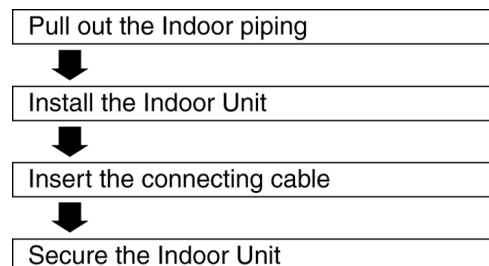 Pull out the Indoor piping
Install the Indoor Unit
Insert the connecting cable
Secure the Indoor Unit